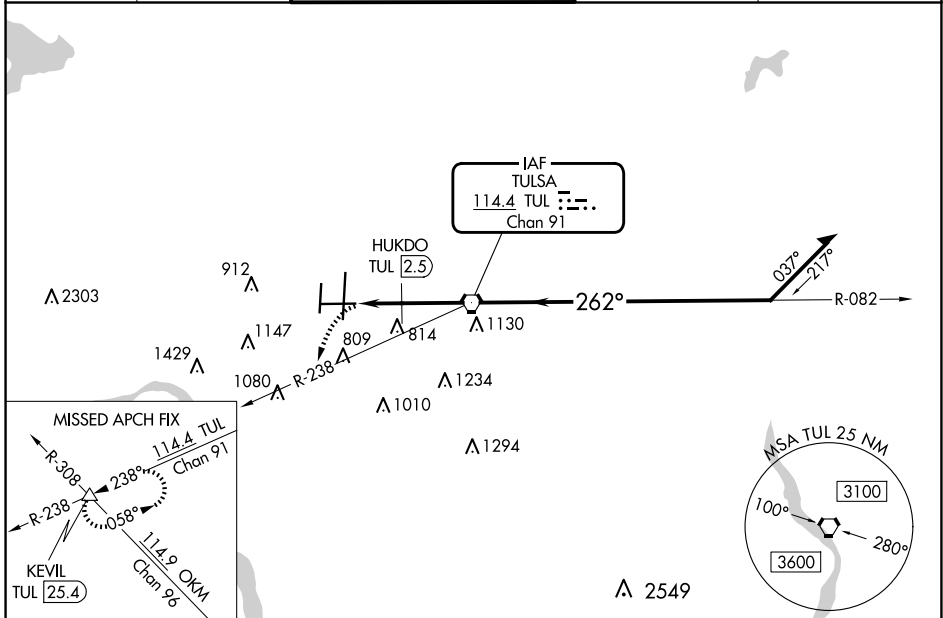 IAF
TULSA
114.4 TUL
Chan 91
HUKDO
TUL 2.5
037°
217°
R-082
262°
912
2303
1130
814
1147
809
1429
R-238
1234
1080
1010
1294
MISSED APCH FIX
114.4 TUL
Chan 91
R-308
238°
R-238
058°
114.9 OKM
Chan 96
KEVIL
TUL 25.4
MSA TUL 25 NM
3100
100°
280°
3600
2549